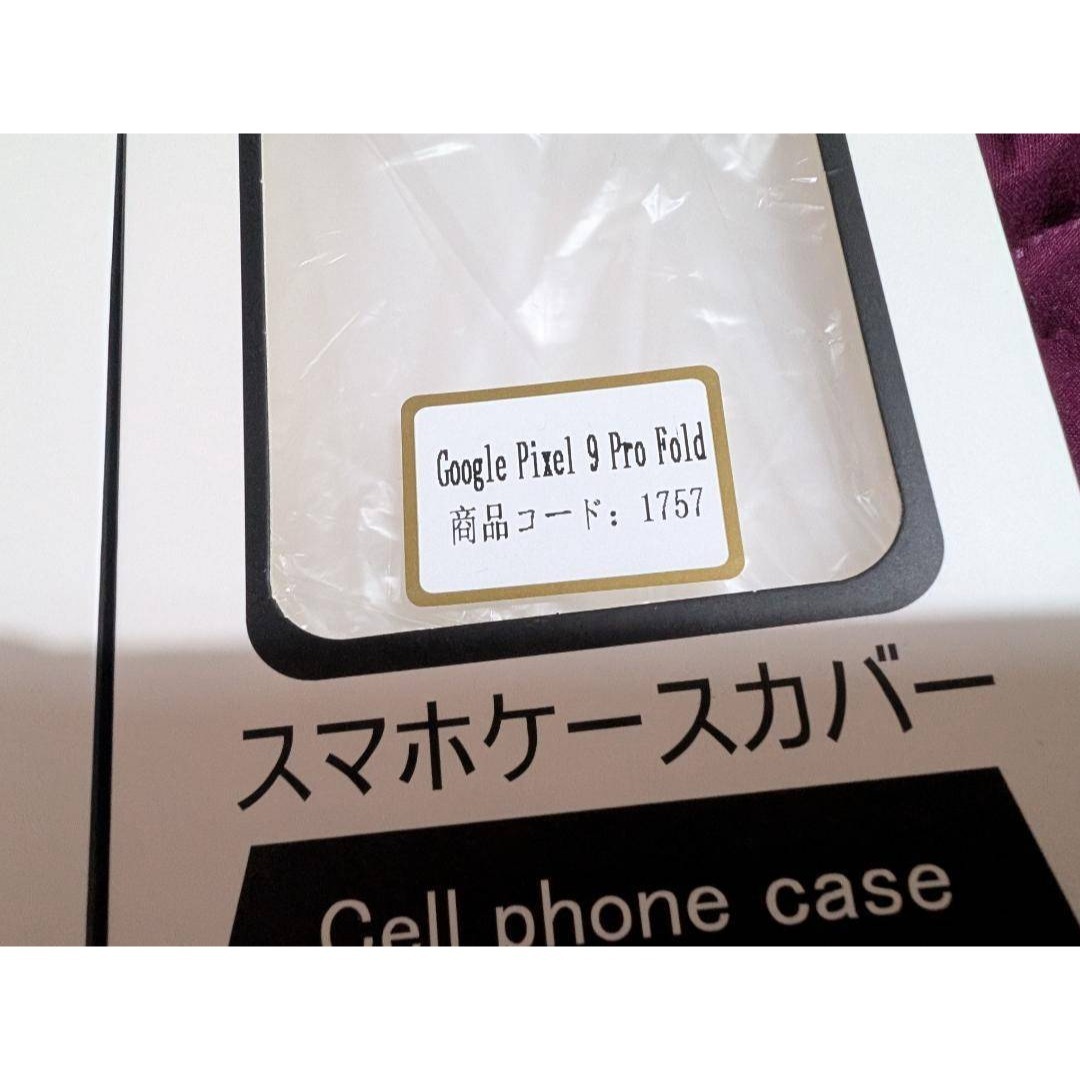 Google Pixel 9 Pro Fold
商品コード: 1757
スマホケースカバー
Cell phone case